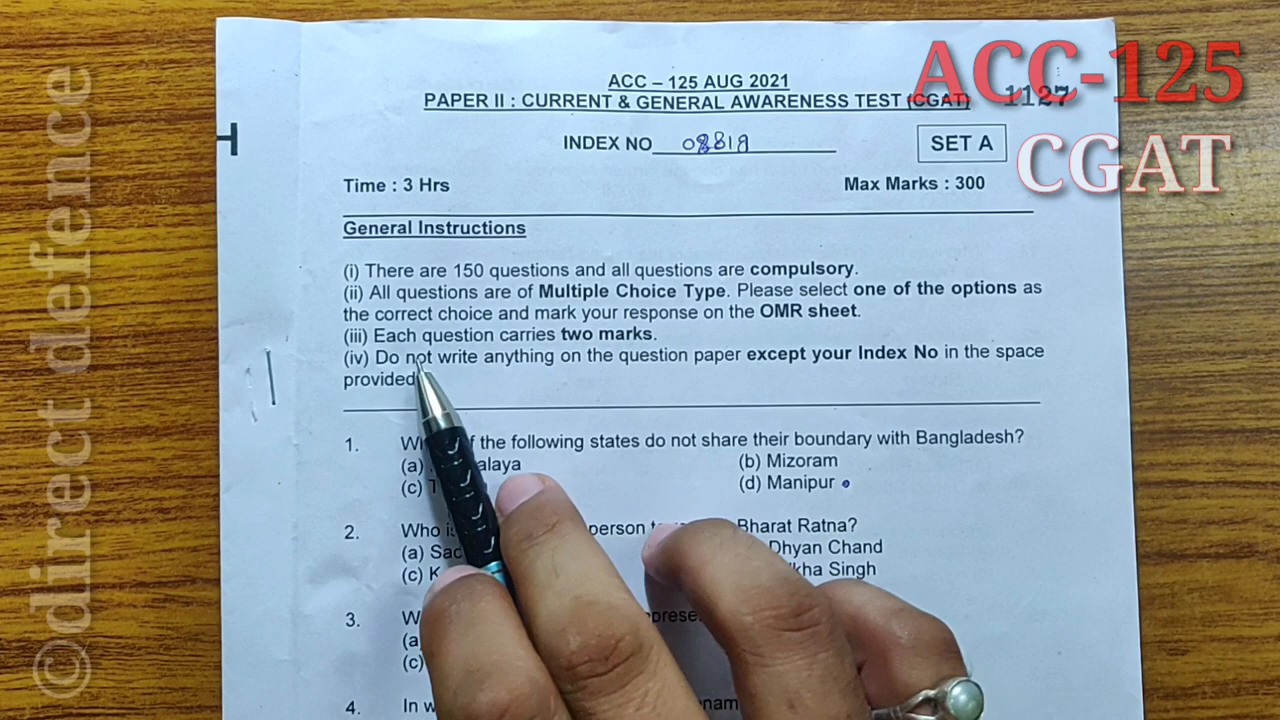 ACC – 125 AUG 2021
PAPER II : CURRENT & GENERAL AWARENESS TEST (CGAT) 1127
ACC-125
CGAT
INDEX NO 08819
SET A
H
Time : 3 Hrs Max Marks : 300
General Instructions
(i) There are 150 questions and all questions are compulsory.
(ii) All questions are of Multiple Choice Type. Please select one of the options as
the correct choice and mark your response on the OMR sheet.
(iii) Each question carries two marks.
(iv) Do not write anything on the question paper except your Index No in the space
provided
1. of the following states do not share their boundary with Bangladesh?
(a) (b) Mizoram
(c) (d) Manipur
2. Who person Bharat Ratna?
(a) Dhyan Chand
(c) Singh
3.
(a
(c)
4. In
©direct defence